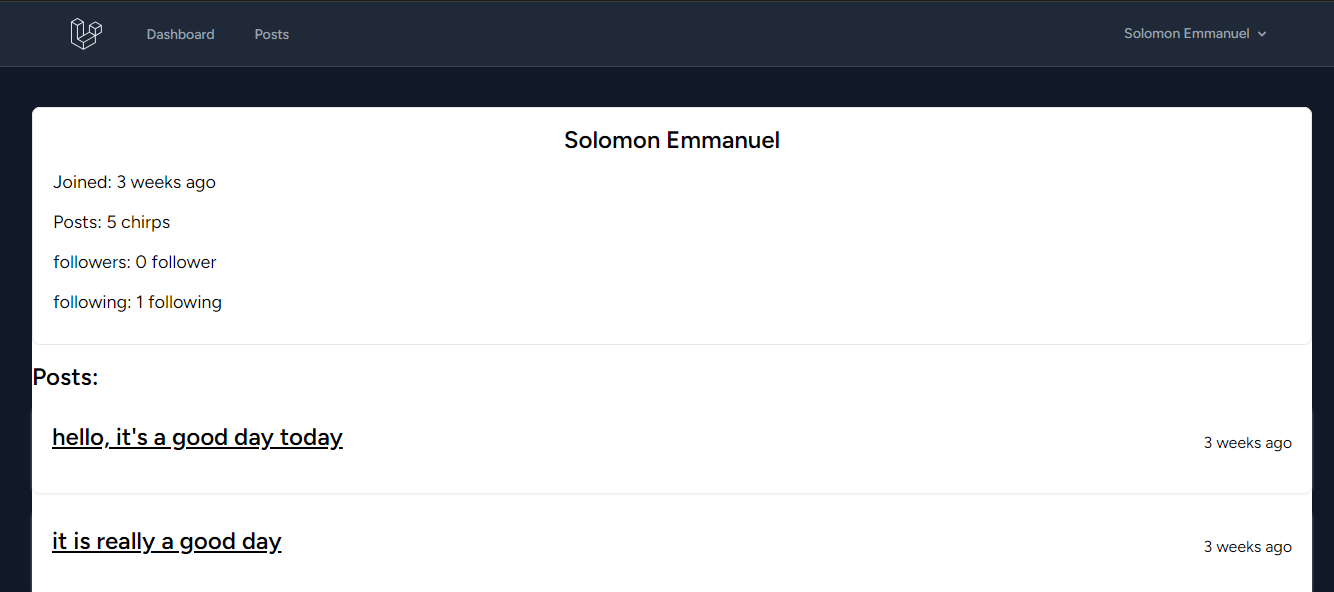 Dashboard Posts Solomon Emmanuel
Solomon Emmanuel
Joined: 3 weeks ago
Posts: 5 chirps
followers: 0 follower
following: 1 following
Posts:
hello, it's a good day today 3 weeks ago
it is really a good day 3 weeks ago